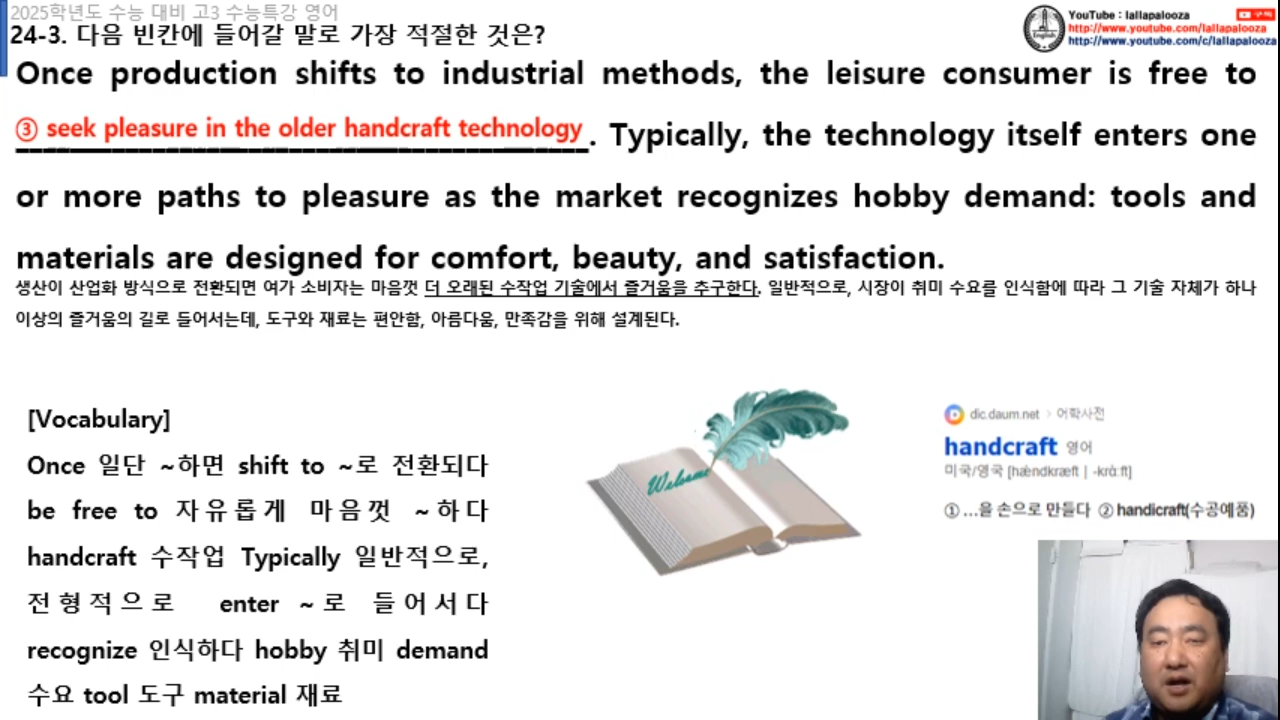 2025학년도 수능 대비 고3 수능특강 영어
24-3. 다음 빈칸에 들어갈 말로 가장 적절한 것은?
YouTube : lallapalooza
구독
http://www.youtube.com/lallapalooza
http://www.youtube.com/c/lallapalooza
English
Once production shifts to industrial methods, the leisure consumer is free to
③ seek pleasure in the older handcraft technology. Typically, the technology itself enters one
or more paths to pleasure as the market recognizes hobby demand: tools and
materials are designed for comfort, beauty, and satisfaction.
생산이 산업화 방식으로 전환되면 여가 소비자는 마음껏 더 오래된 수작업 기술에서 즐거움을 추구한다. 일반적으로, 시장이 취미 수요를 인식함에 따라 그 기술 자체가 하나
이상의 즐거움의 길로 들어서는데, 도구와 재료는 편안함, 아름다움, 만족감을 위해 설계된다.
[Vocabulary]
Once 일단 ~하면 shift to ~로 전환되다
be free to 자유롭게 마음껏 ~하다
handcraft 수작업 Typically 일반적으로,
전형적으로 enter ~로 들어서다
recognize 인식하다 hobby 취미 demand
수요 tool 도구 material 재료
Welcome
dic.daum.net > 어학사전
handcraft 영어
미국/영국 [hǽndkræft | -krὰːft]
① …을 손으로 만들다 ② handicraft(수공예품)